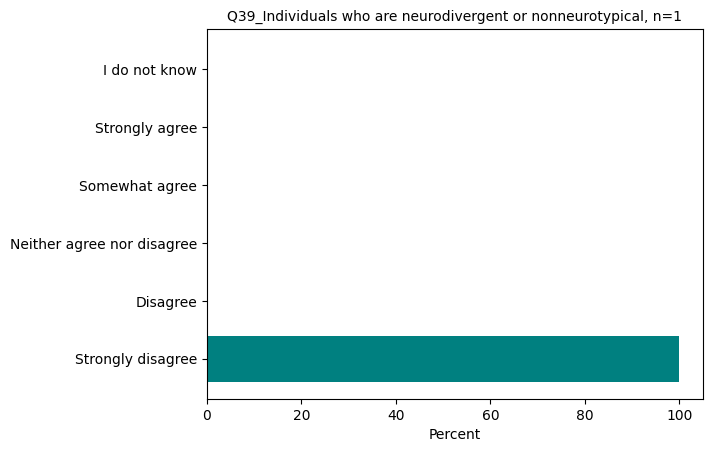 Q39_Individuals who are neurodivergent or nonneurotypical, n=1
I do not know
Strongly agree
Somewhat agree
Neither agree nor disagree
Disagree
Strongly disagree
0 20 40 60 80 100
Percent